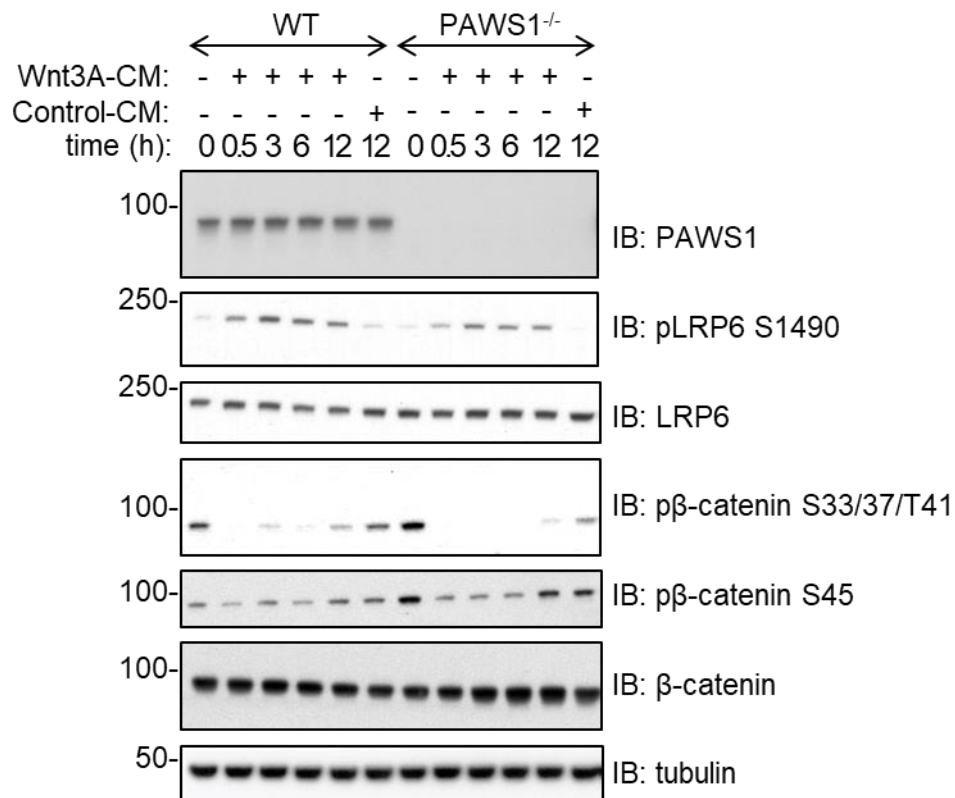 WT PAWS1-/-
Wnt3A-CM: - + + + + - - + + + + -
Control-CM: - - - - - + - - - - - +
time (h): 0 0.5 3 6 12 12 0 0.5 3 6 12 12
100- IB: PAWS1
250- IB: pLRP6 S1490
250- IB: LRP6
100- IB: pβ-catenin S33/37/T41
100- IB: pβ-catenin S45
100- IB: β-catenin
50- IB: tubulin